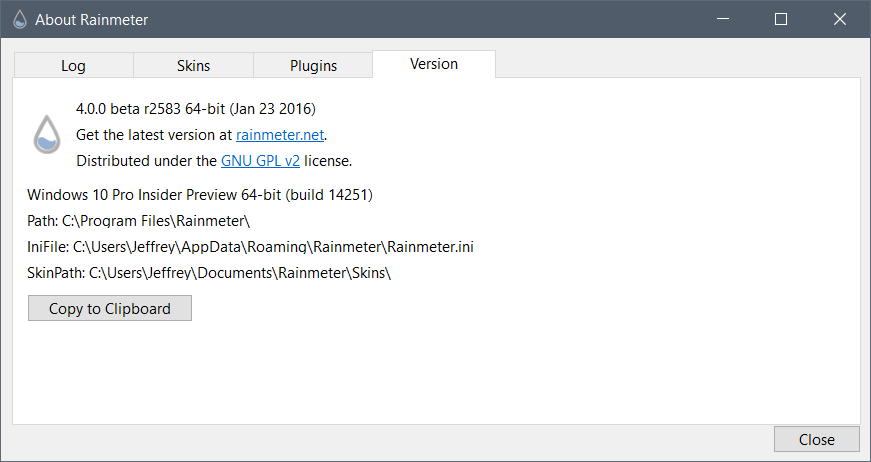 About Rainmeter
Log Skins Plugins Version
4.0.0 beta r2583 64-bit (Jan 23 2016)
Get the latest version at rainmeter.net.
Distributed under the GNU GPL v2 license.
Windows 10 Pro Insider Preview 64-bit (build 14251)
Path: C:\Program Files\Rainmeter\
IniFile: C:\Users\Jeffrey\AppData\Roaming\Rainmeter\Rainmeter.ini
SkinPath: C:\Users\Jeffrey\Documents\Rainmeter\Skins\
Copy to Clipboard
Close